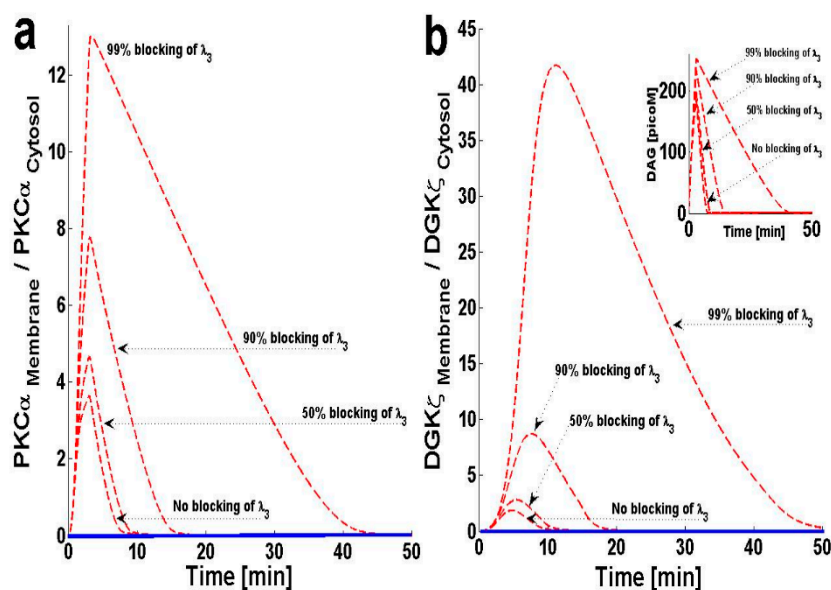 a
PKCα Membrane / PKCα Cytosol
12
10
8
6
4
2
0
99% blocking of λ3
90% blocking of λ3
50% blocking of λ3
No blocking of λ3
0 10 20 30 40 50
Time [min]
b
DGKζ Membrane / DGKζ Cytosol
45
40
35
30
25
20
15
10
5
0
99% blocking of λ3
90% blocking of λ3
50% blocking of λ3
No blocking of λ3
0 10 20 30 40 50
Time [min]
DAG [picoM]
200
100
0
99% blocking of λ3
90% blocking of λ3
50% blocking of λ3
No blocking of λ3
0 50
Time [min]